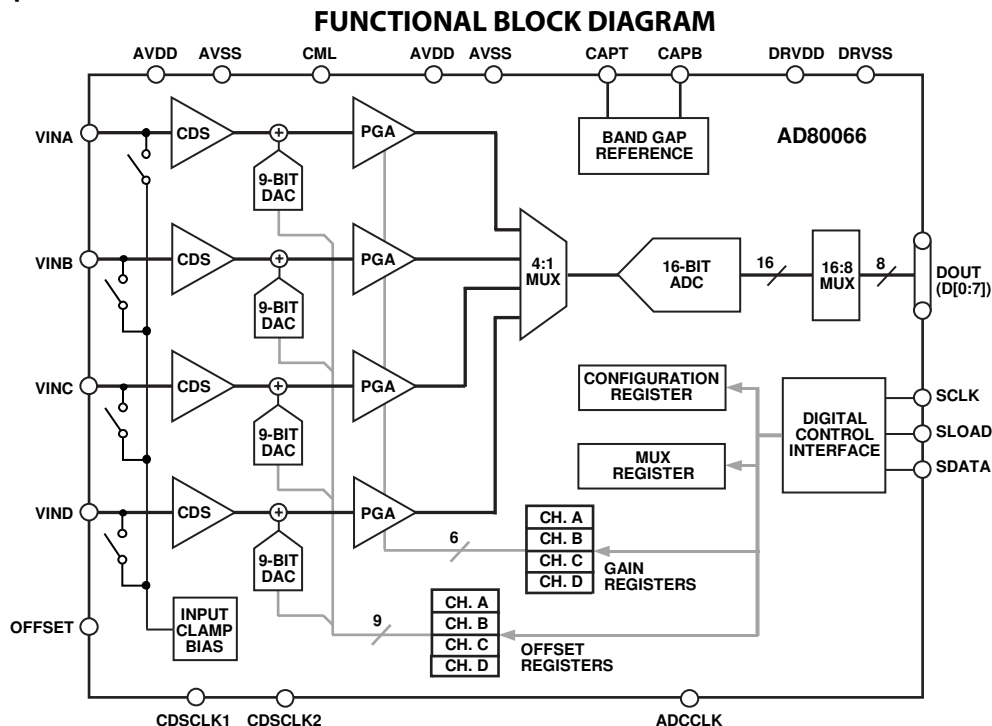 FUNCTIONAL BLOCK DIAGRAM
AVDD AVSS CML AVDD AVSS CAPT CAPB DRVDD DRVSS
VINA
CDS
+
PGA
9-BIT
DAC
BAND GAP
REFERENCE
AD80066
VINB
CDS
+
PGA
9-BIT
DAC
4:1
MUX
16-BIT
ADC
16
16:8
MUX
8
DOUT
(D[0:7])
VINC
CDS
+
PGA
9-BIT
DAC
CONFIGURATION
REGISTER
MUX
REGISTER
DIGITAL
CONTROL
INTERFACE
SCLK
SLOAD
SDATA
VIND
CDS
+
PGA
9-BIT
DAC
6
CH. A
CH. B
CH. C
CH. D
GAIN
REGISTERS
OFFSET
INPUT
CLAMP
BIAS
9
CH. A
CH. B
CH. C
CH. D
OFFSET
REGISTERS
CDSCLK1 CDSCLK2 ADCCLK